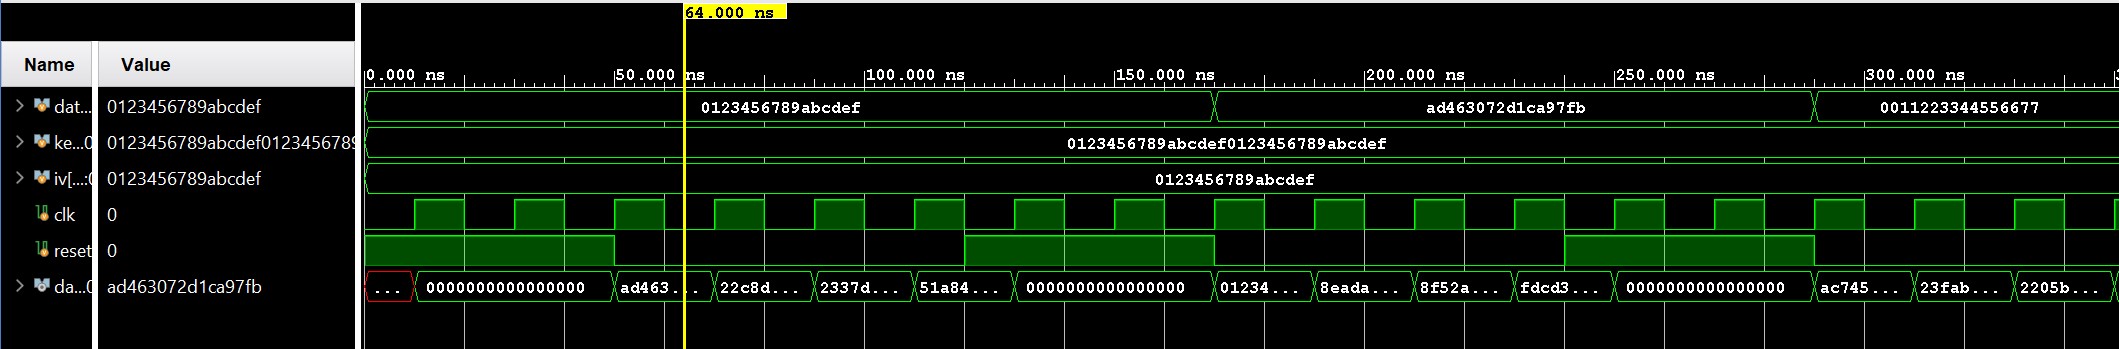 64.000 ns
Name Value
0.000 ns 50.000 ns 100.000 ns 150.000 ns 200.000 ns 250.000 ns 300.000 ns
dat... 0123456789abcdef 0123456789abcdef ad463072d1ca97fb 0011223344556677
ke...0 0123456789abcdef0123456789 0123456789abcdef0123456789abcdef
iv[...:0 0123456789abcdef 0123456789abcdef
clk 0
reset 0
da...0 ad463072d1ca97fb ... 0000000000000000 ad463... 22c8d... 2337d... 51a84... 0000000000000000 01234... 8eada... 8f52a... fdcd3... 0000000000000000 ac745... 23fab... 2205b...